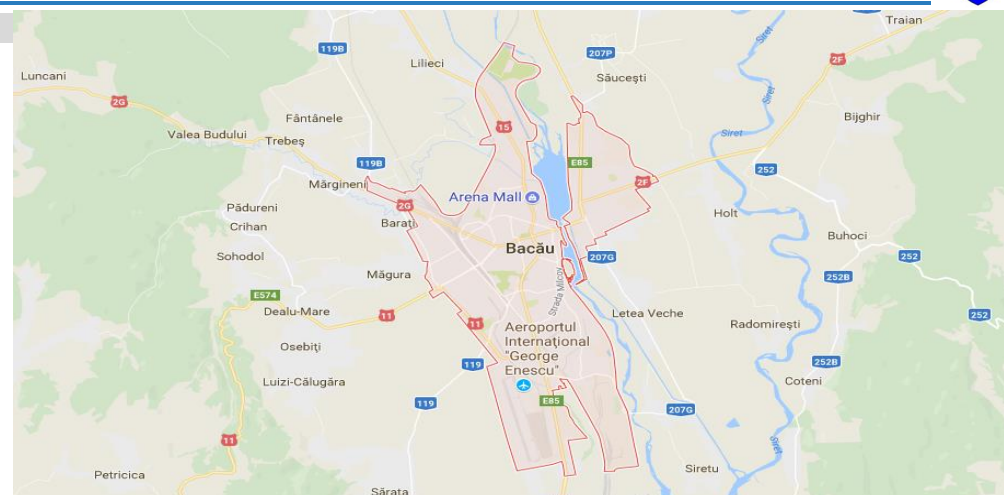 Traian
Siret
119B
207P
Lilieci
2F
Luncani
Săucești
Siret
2G
Bijghir
Fântânele
15
Siret
Valea Budului
Trebeș
119B
E85
252
Mărgineni
2F
Arena Mall
Pădureni
2G
Holt
Crihan
Barați
Buhoci
Bacău
Sohodol
207G
252
Măgura
252B
Strada Milcov
E574
Dealu-Mare
11
Letea Veche
252
11
Radomirești
Aeroportul
Internațional
"George
Enescu"
Osebiți
119
252B
Luizi-Călugăra
Coteni
119
E85
207G
11
Siret
Siretu
Petricica
Sărata